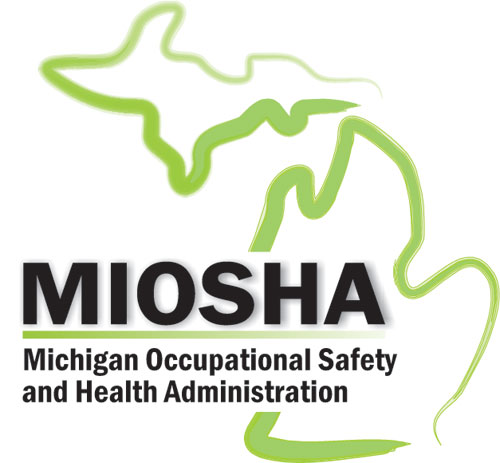 MIOSHA
Michigan Occupational Safety
and Health Administration